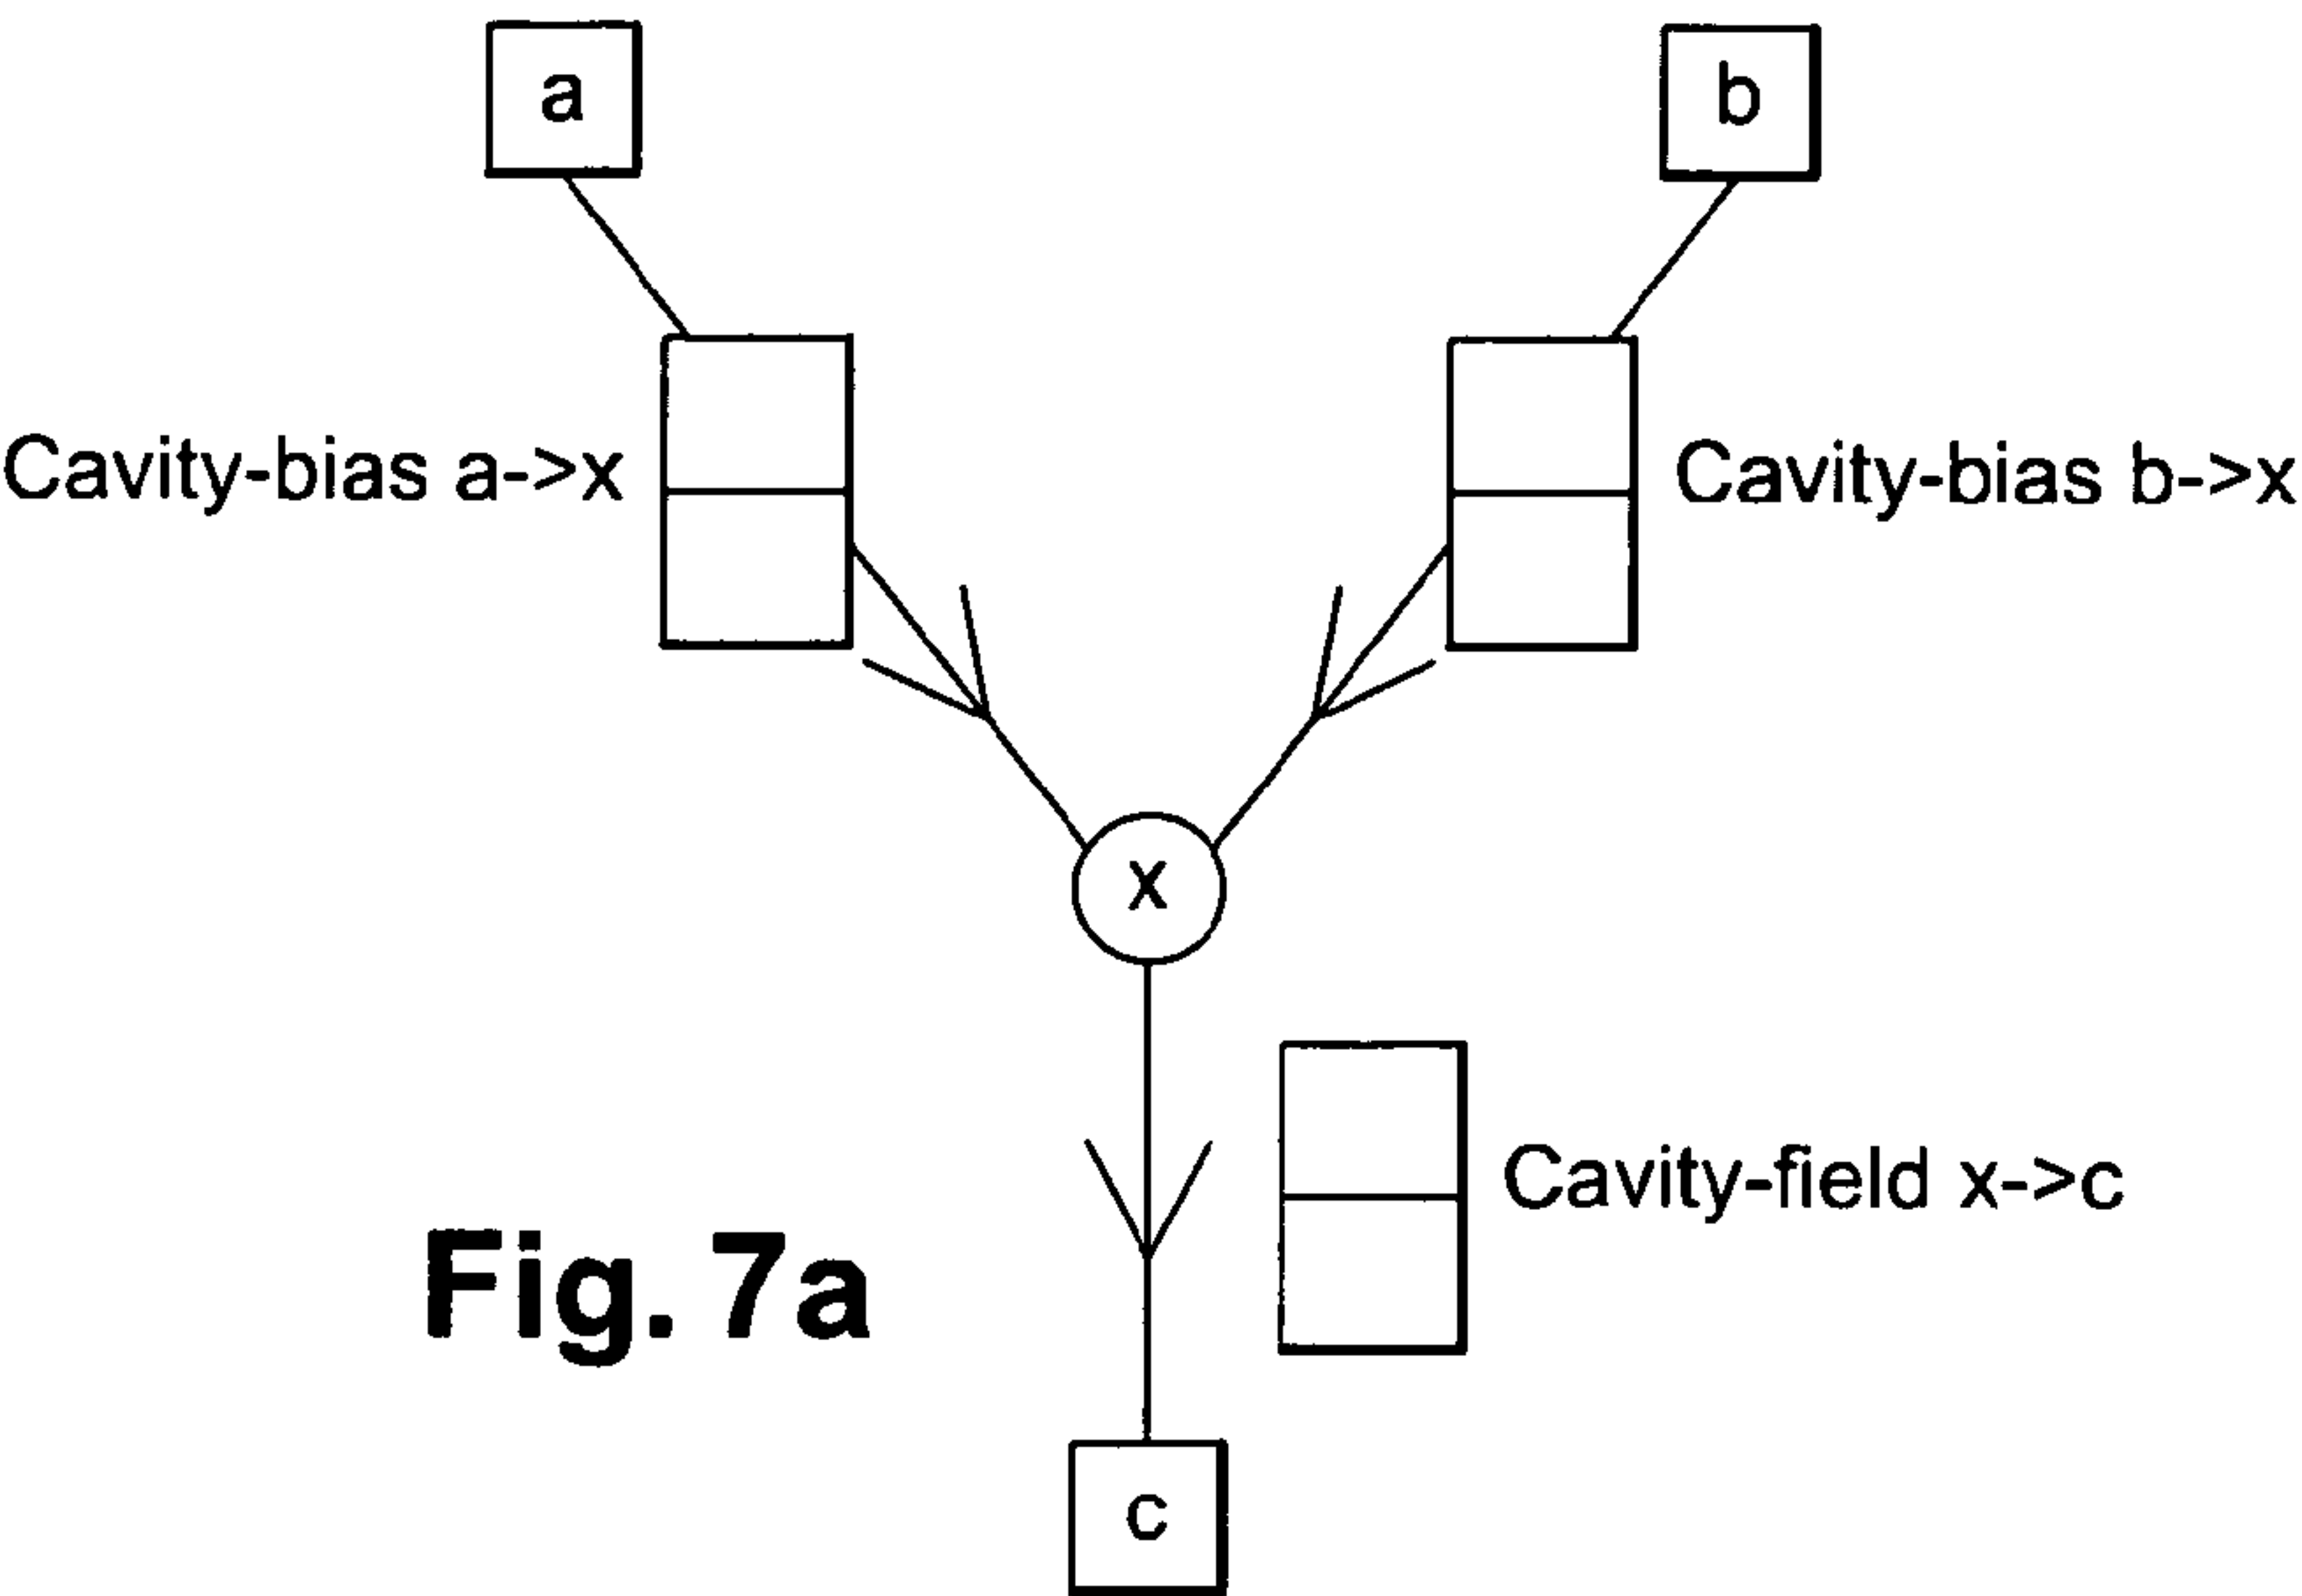 a
b
Cavity-bias a->x
Cavity-bias b->x
x
Cavity-field x->c
Fig.7a
c